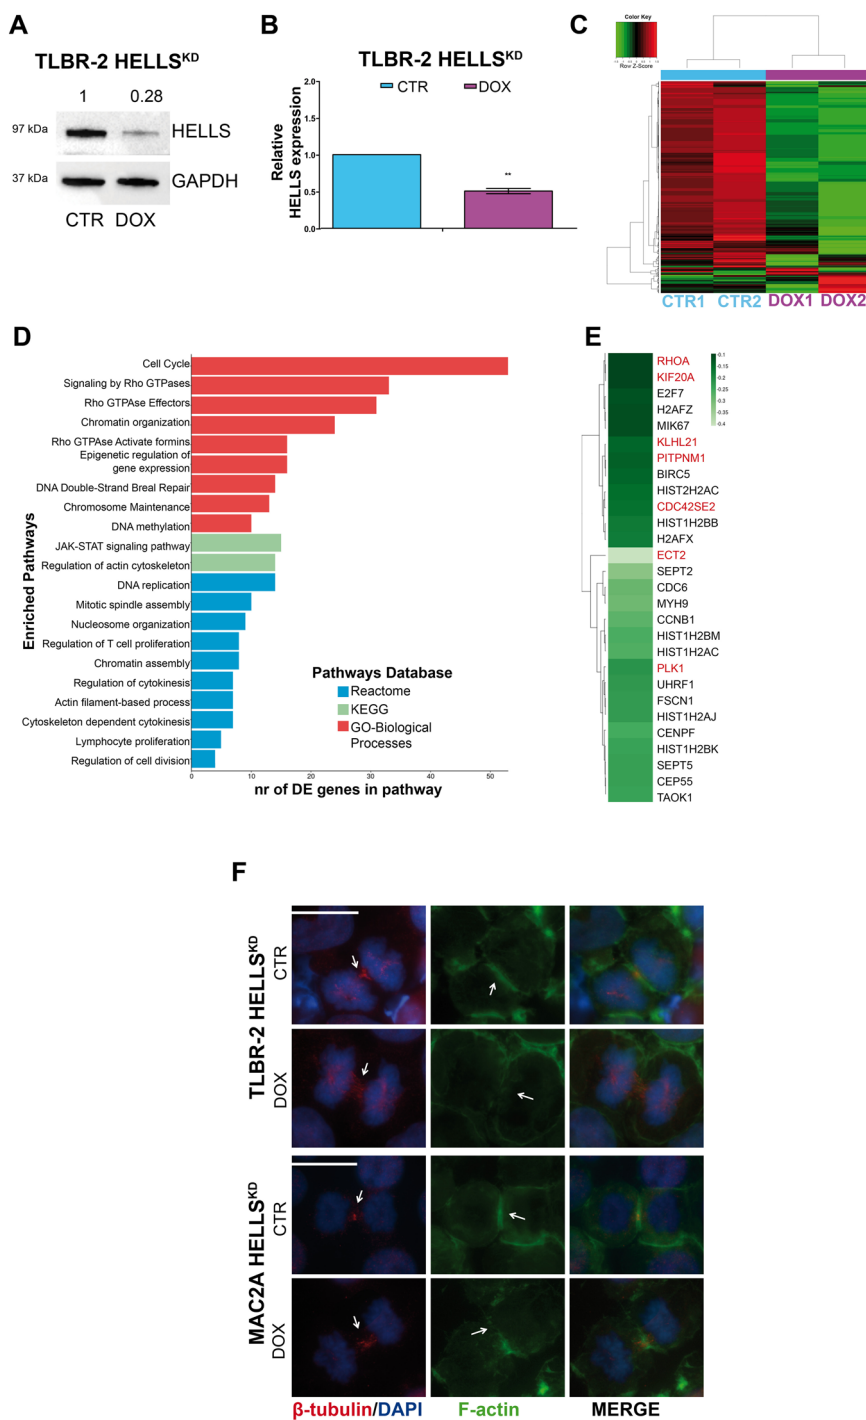 A
TLBR-2 HELLSKD
1 0.28
97 kDa
HELLS
37 kDa
GAPDH
CTR DOX
B
TLBR-2 HELLSKD
CTR DOX
Relative
HELLS expression
2.0
1.5
1.0
0.5
0.0
**
C
Color Key
Row Z-Score
CTR1 CTR2 DOX1 DOX2
D
Enriched Pathways
Cell Cycle
Signaling by Rho GTPases
Rho GTPAse Effectors
Chromatin organization
Rho GTPAse Activate formins
Epigenetic regulation of
gene expression
DNA Double-Strand Breal Repair
Chromosome Maintenance
DNA methylation
JAK-STAT signaling pathway
Regulation of actin cytoskeleton
DNA replication
Mitotic spindle assembly
Nucleosome organization
Regulation of T cell proliferation
Chromatin assembly
Regulation of cytokinesis
Actin filament-based process
Cytoskeleton dependent cytokinesis
Lymphocyte proliferation
Regulation of cell division
Pathways Database
Reactome
KEGG
GO-Biological
Processes
0 10 20 30 40 50
nr of DE genes in pathway
E
RHOA
KIF20A
E2F7
H2AFZ
MIK67
KLHL21
PITPNM1
BIRC5
HIST2H2AC
CDC42SE2
HIST1H2BB
H2AFX
ECT2
SEPT2
CDC6
MYH9
CCNB1
HIST1H2BM
HIST1H2AC
PLK1
UHRF1
FSCN1
HIST1H2AJ
CENPF
HIST1H2BK
SEPT5
CEP55
TAOK1
-0.1
-0.15
-0.2
-0.25
-0.3
-0.35
-0.4
F
TLBR-2 HELLSKD
CTR
DOX
MAC2A HELLSKD
CTR
DOX
β-tubulin/DAPI F-actin MERGE